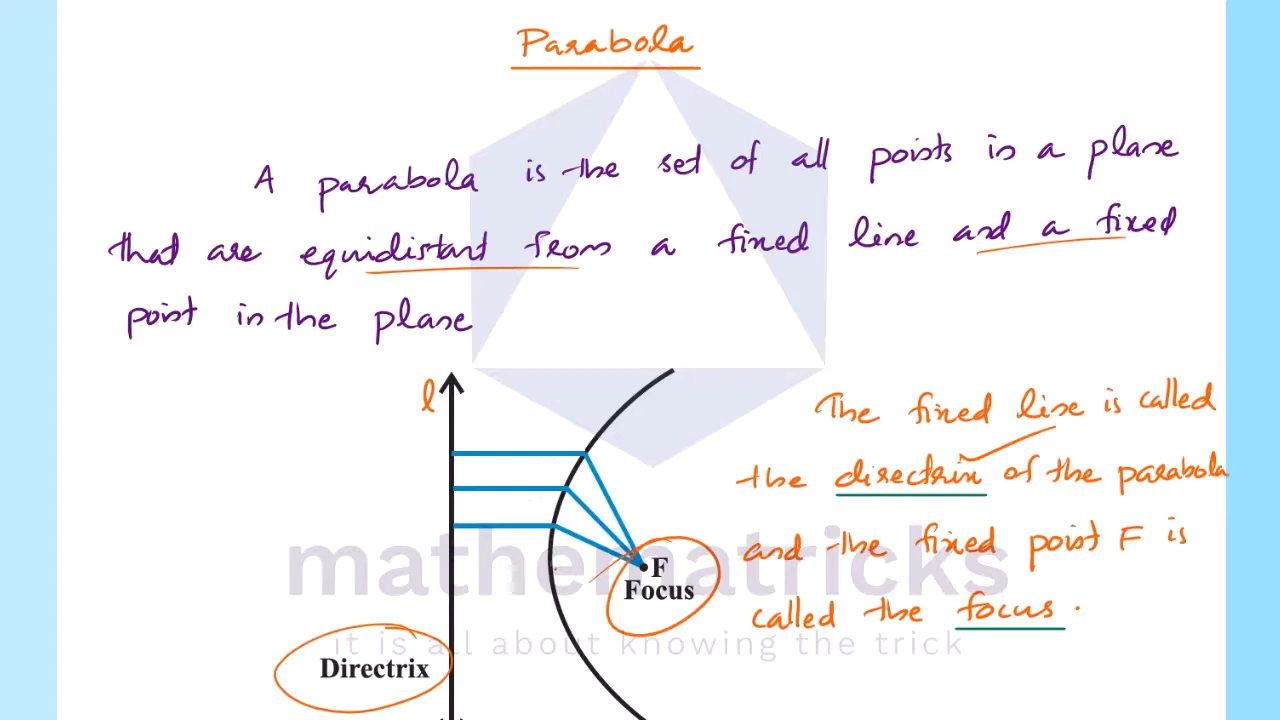 Parabola
A parabola is the set of all points in a plane
that are equidistant from a fixed line and a fixed
point in the plane
l
The fixed line is called
the directrix of the parabola
and the fixed point F is
called the focus.
F
Focus
Directrix
mathematricks
it is all about knowing the trick